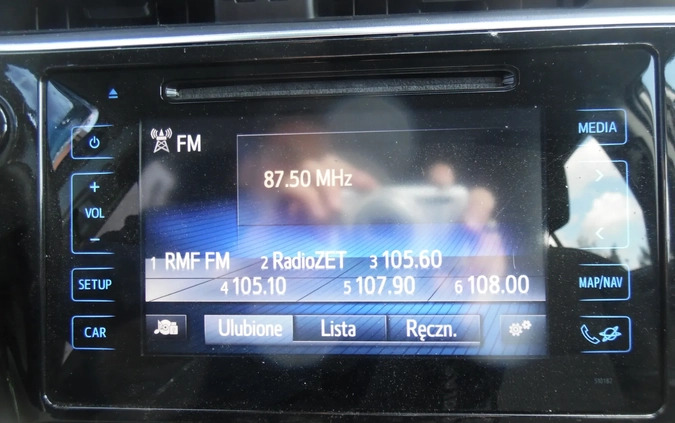 MEDIA
FM
+
VOL
−
87.50 MHz
1 RMF FM 2 RadioZET 3 105.60
4 105.10 5 107.90 6 108.00
SETUP
MAP/NAV
CAR
Ulubione Lista Ręczn.